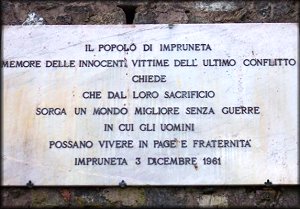 IL POPOLO DI IMPRUNETA
MEMORE DELLE INNOCENTI VITTIME DELL'ULTIMO CONFLITTO
CHIEDE
CHE DAL LORO SACRIFICIO
SORGA UN MONDO MIGLIORE SENZA GUERRE
IN CUI GLI UOMINI
POSSANO VIVERE IN PACE E FRATERNITA'
IMPRUNETA 3 DICEMBRE 1961